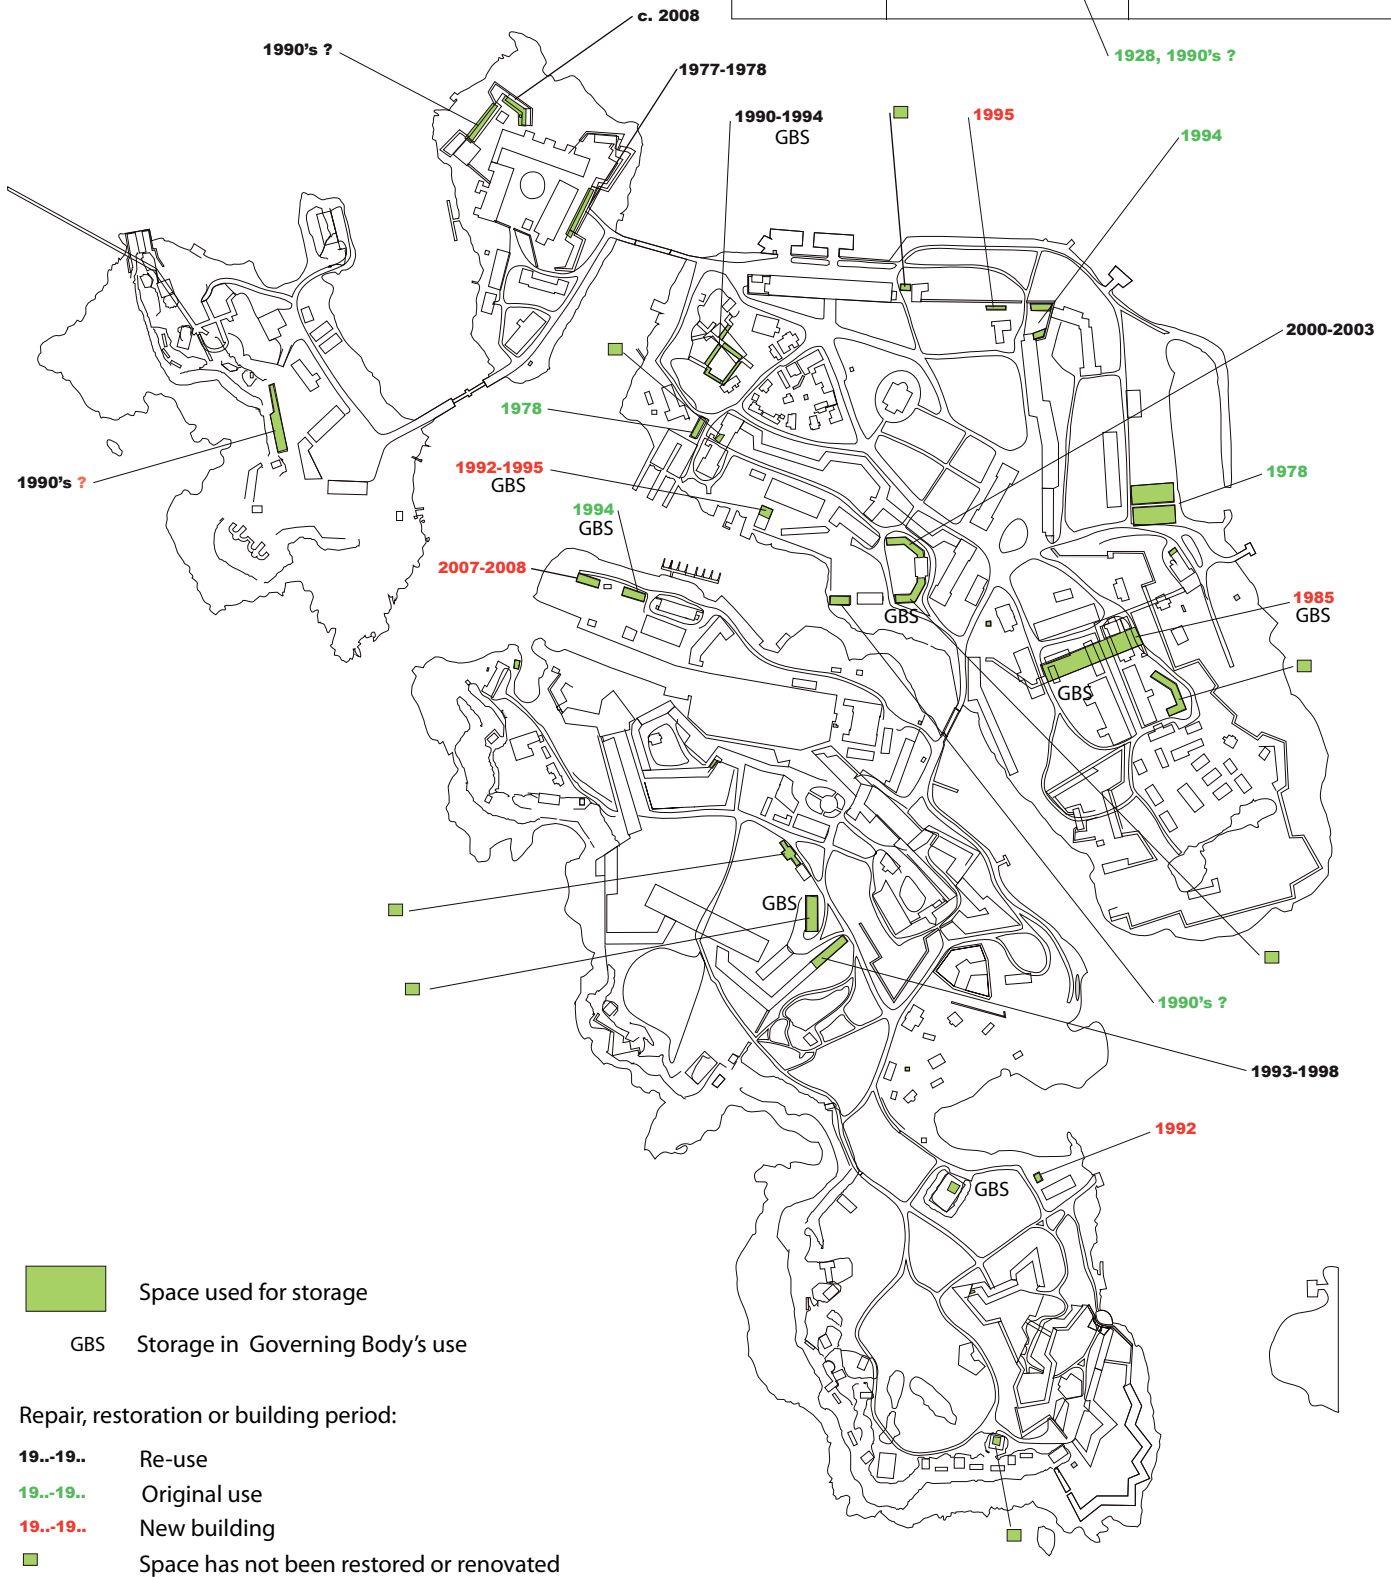 c. 2008
1990's ?
1928, 1990's ?
1977-1978
1990-1994
GBS
1995
1994
2000-2003
1978
1992-1995
GBS
1978
1990's ?
1994
GBS
2007-2008
GBS
1985
GBS
GBS
GBS
1990's ?
1993-1998
1992
GBS
Space used for storage
GBS Storage in Governing Body's use
Repair, restoration or building period:
19..-19.. Re-use
19..-19.. Original use
19..-19.. New building
Space has not been restored or renovated